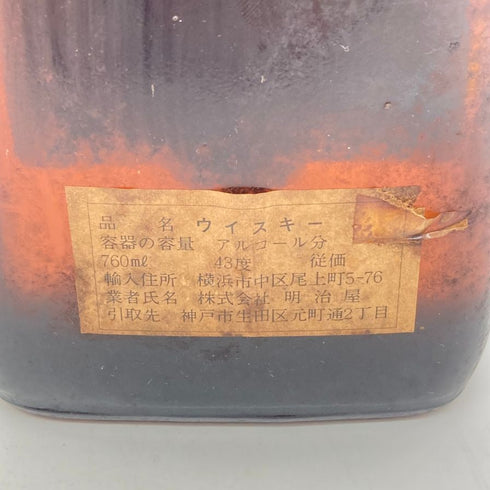 品 名 ウイスキー
容器の容量 アルコール分
760ml 43度 従価
輸入住所 横浜市中区尾上町5-76
業者氏名 株式会社 明治屋
引取先 神戸市生田区元町通2丁目